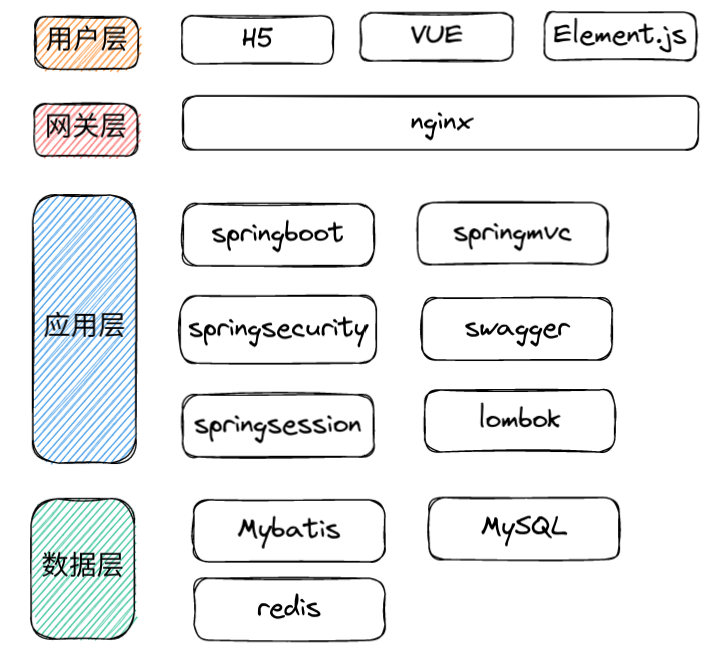 用户层
H5
VUE
Element.js
网关层
nginx
应用层
springboot
springmvc
springsecurity
swagger
springsession
lombok
数据层
Mybatis
MySQL
redis